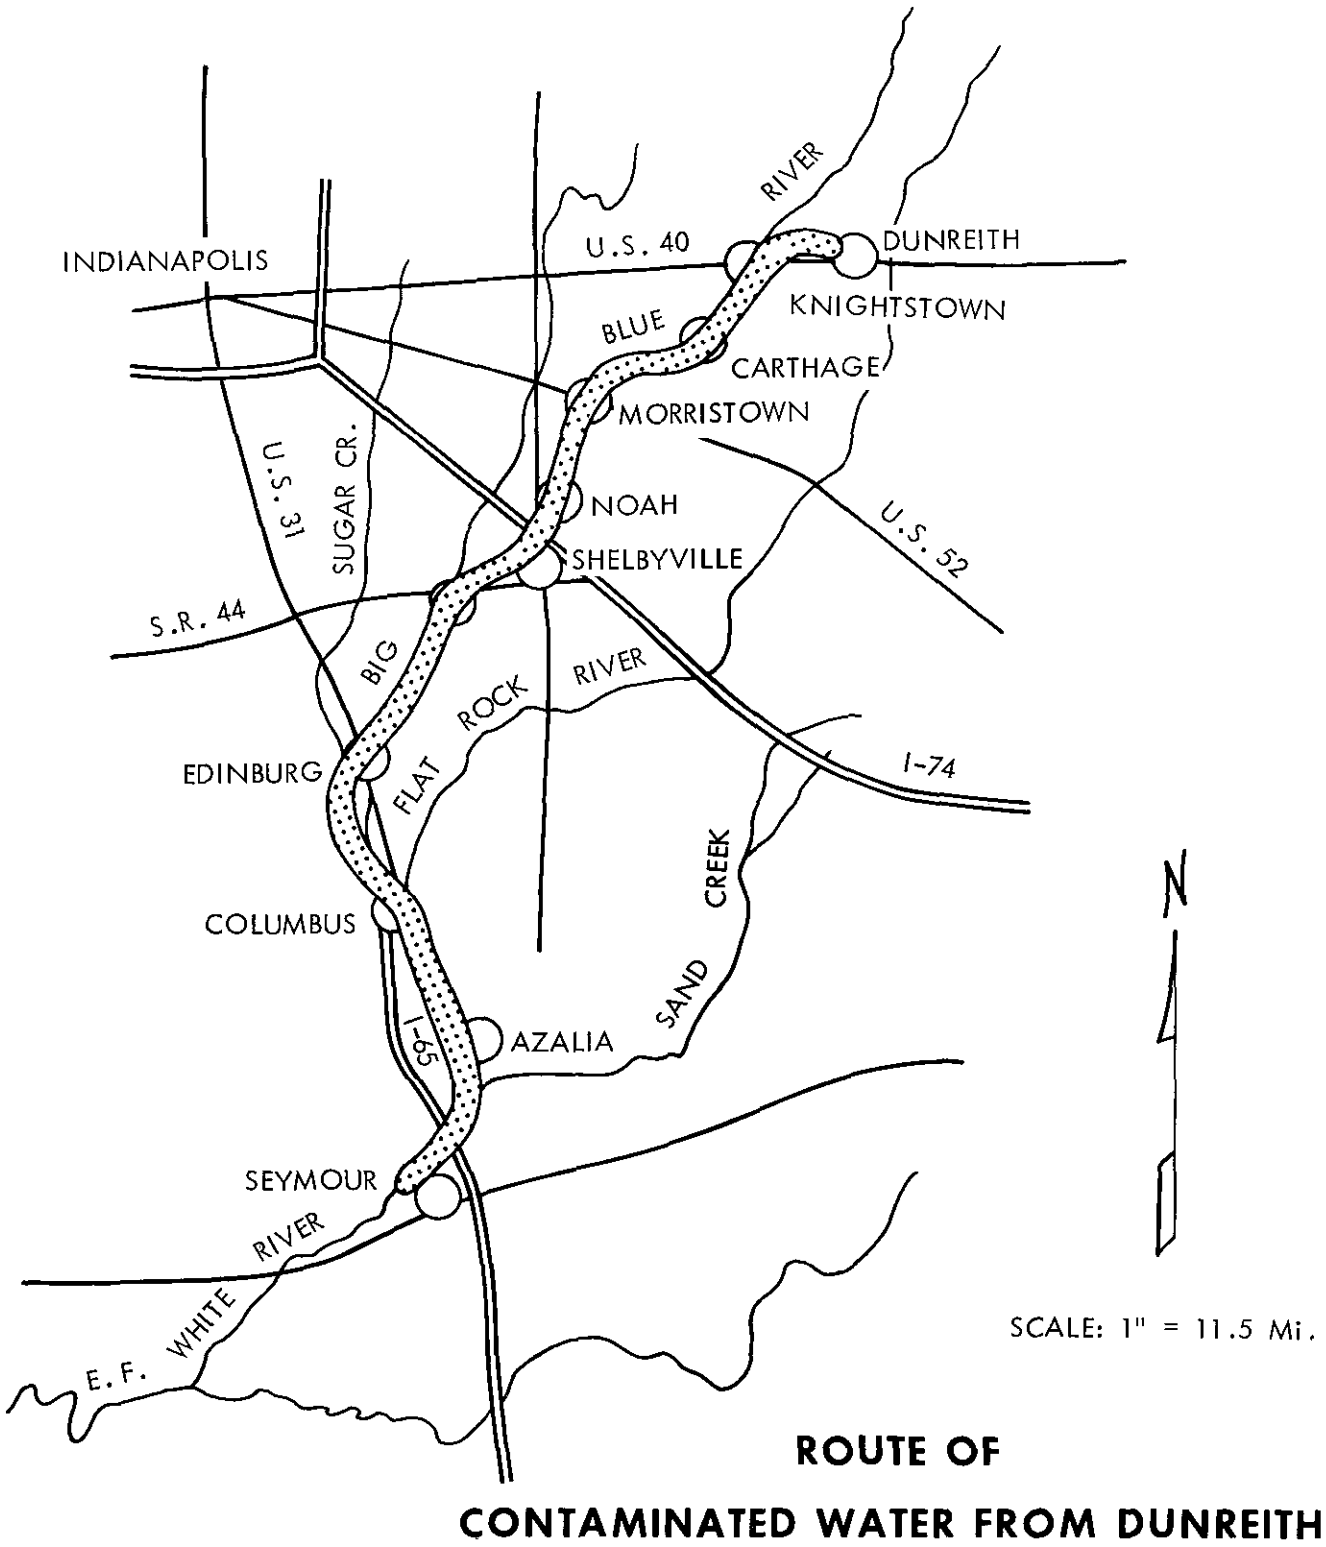 RIVER
U.S. 40
DUNREITH
INDIANAPOLIS
KNIGHTSTOWN
BLUE
CARTHAGE
MORRISTOWN
U.S. 31
SUGAR CR.
NOAH
U.S. 52
SHELBYVILLE
S.R. 44
BIG
FLAT ROCK RIVER
EDINBURG
I-74
SAND CREEK
N
COLUMBUS
I-65
AZALIA
SEYMOUR
E.F. WHITE RIVER
SCALE: 1" = 11.5 Mi.
ROUTE OF
CONTAMINATED WATER FROM DUNREITH